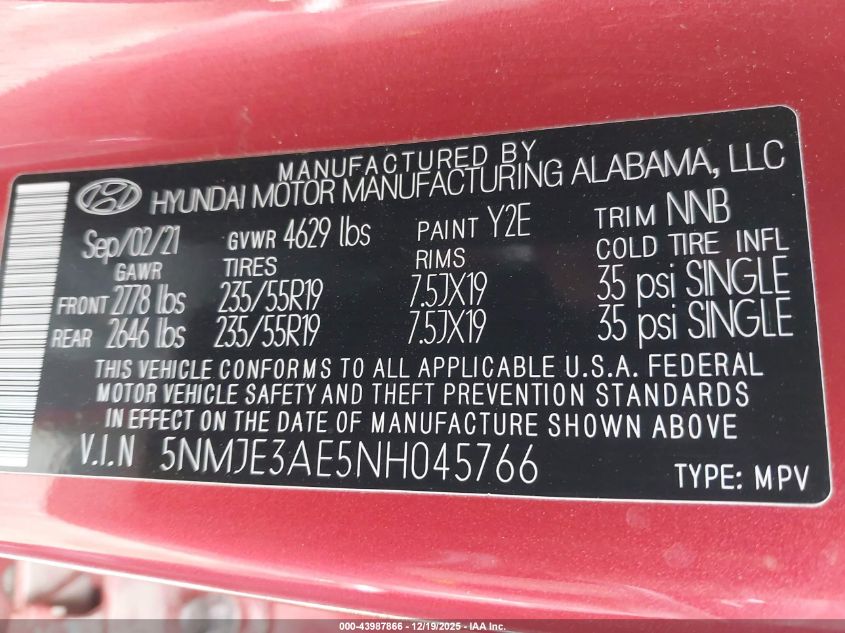 MANUFACTURED BY
HYUNDAI MOTOR MANUFACTURING ALABAMA, LLC
Sep/02/21 GVWR 4629 lbs PAINT Y2E TRIM NNB
GAWR TIRES RIMS COLD TIRE INFL
FRONT 2778 lbs 235/55R19 7.5JX19 35 psi SINGLE
REAR 2646 lbs 235/55R19 7.5JX19 35 psi SINGLE
THIS VEHICLE CONFORMS TO ALL APPLICABLE U.S.A. FEDERAL
MOTOR VEHICLE SAFETY AND THEFT PREVENTION STANDARDS
IN EFFECT ON THE DATE OF MANUFACTURE SHOWN ABOVE
V.I.N 5NMJE3AE5NH045766
TYPE: MPV
000-43987866 • 12/19/2025 - IAA Inc.